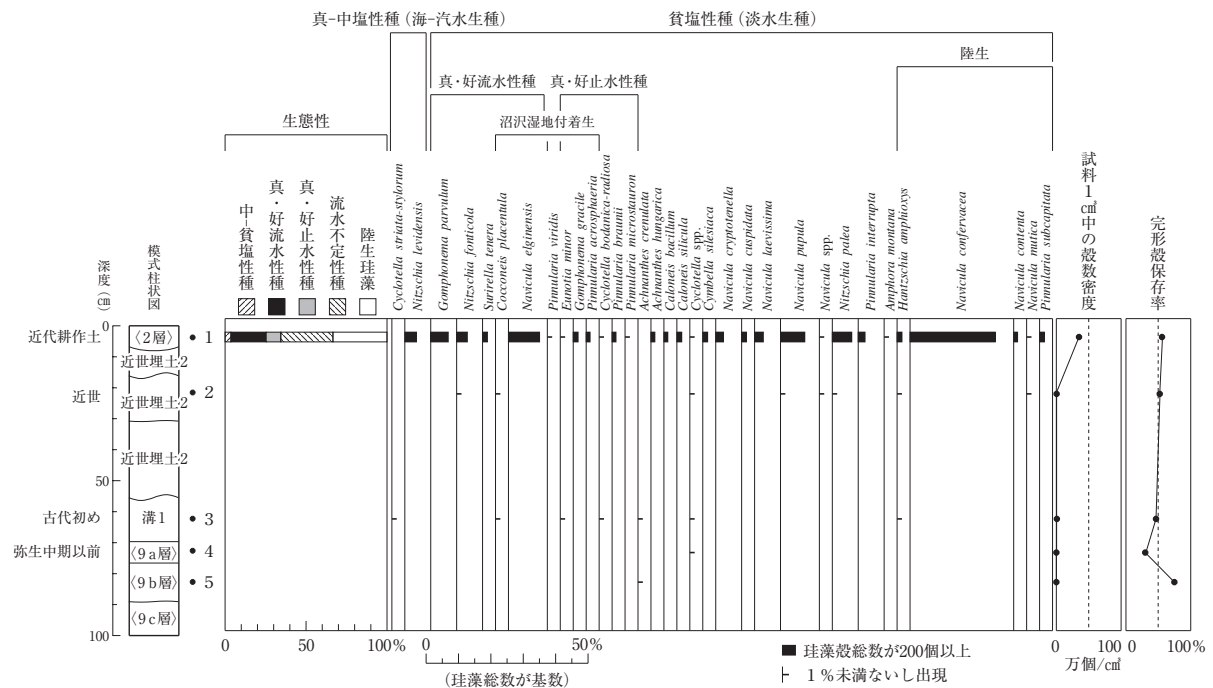 真-中塩性種（海-汽水生種）
貧塩性種（淡水生種）
陸生
真・好流水性種
真・好止水性種
生態性
沼沢湿地付着生
深度(㎝)
模式柱状図
中-貧塩性種
真・好流水性種
真・好止水性種
流水不定性種
陸生珪藻
Cyclotella striata-stylorum
Nitzschia levidensis
Gomphonema parvulum
Nitzschia fonticola
Surirella tenera
Cocconeis placentula
Navicula elginensis
Pinnularia viridis
Eunotia minor
Gomphonema gracile
Pinnularia acrosphaeria
Cyclotella bodanica-radiosa
Pinnularia braunii
Pinnularia microstauron
Achnanthes crenulata
Achnanthes hungarica
Caloneis bacillum
Caloneis silicula
Cyclotella spp.
Cymbella silesiaca
Navicula cryptotenella
Navicula cuspidata
Navicula laevissima
Navicula pupula
Navicula spp.
Nitzschia palea
Pinnularia interrupta
Amphora montana
Hantzschia amphioxys
Navicula confervacea
Navicula contenta
Navicula mutica
Pinnularia subcapitata
試料1㎤中の殻数密度
完形殻保存率
0
近代耕作土 〈2層〉 1
近世埋土2
近世 近世埋土2 2
近世埋土2
50
古代初め 溝1 3
弥生中期以前 〈9a層〉 4
〈9b層〉 5
〈9c層〉
100
0 50 100% 0 50% 0 100 0 100%
万個/㎤
(珪藻総数が基数)
珪藻殻総数が200個以上
1%未満ないし出現